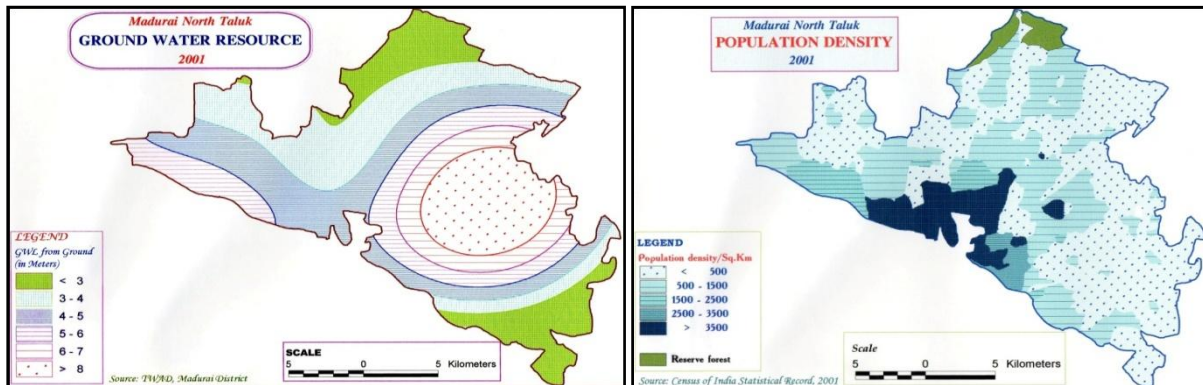 Madurai North Taluk
GROUND WATER RESOURCE
2001
LEGEND
GWL from Ground
(in Meters)
< 3
3 - 4
4 - 5
5 - 6
6 - 7
> 8
SCALE
5 0 5 Kilometers
Source: TWAD, Madurai District
Madurai North Taluk
POPULATION DENSITY
2001
LEGEND
Population density/Sq.Km
< 500
500 - 1500
1500 - 2500
2500 - 3500
> 3500
Reserve forest
Scale
5 0 5 Kilometers
Source: Census of India Statistical Record, 2001